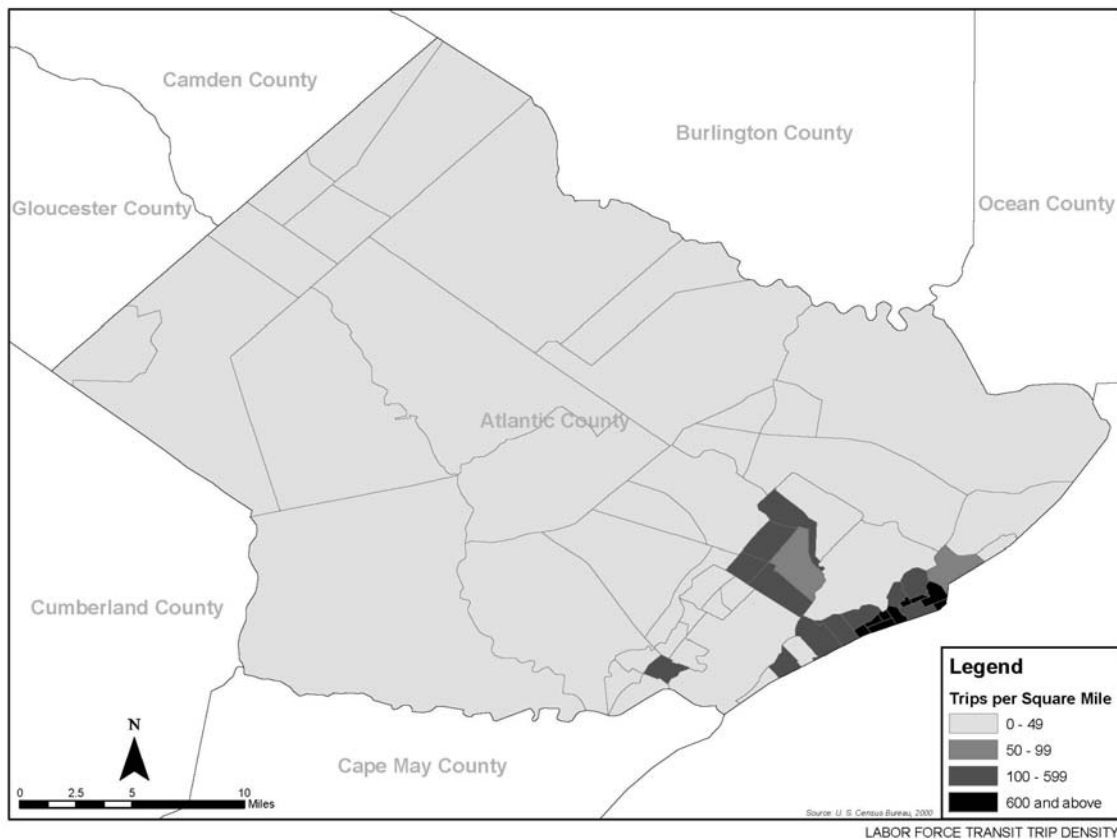 Camden County
Burlington County
Gloucester County
Ocean County
Atlantic County
Cumberland County
Cape May County
N
0 2.5 5 10
Miles
Legend
Trips per Square Mile
0 - 49
50 - 99
100 - 599
600 and above
Source: U. S. Census Bureau, 2000
LABOR FORCE TRANSIT TRIP DENSITY